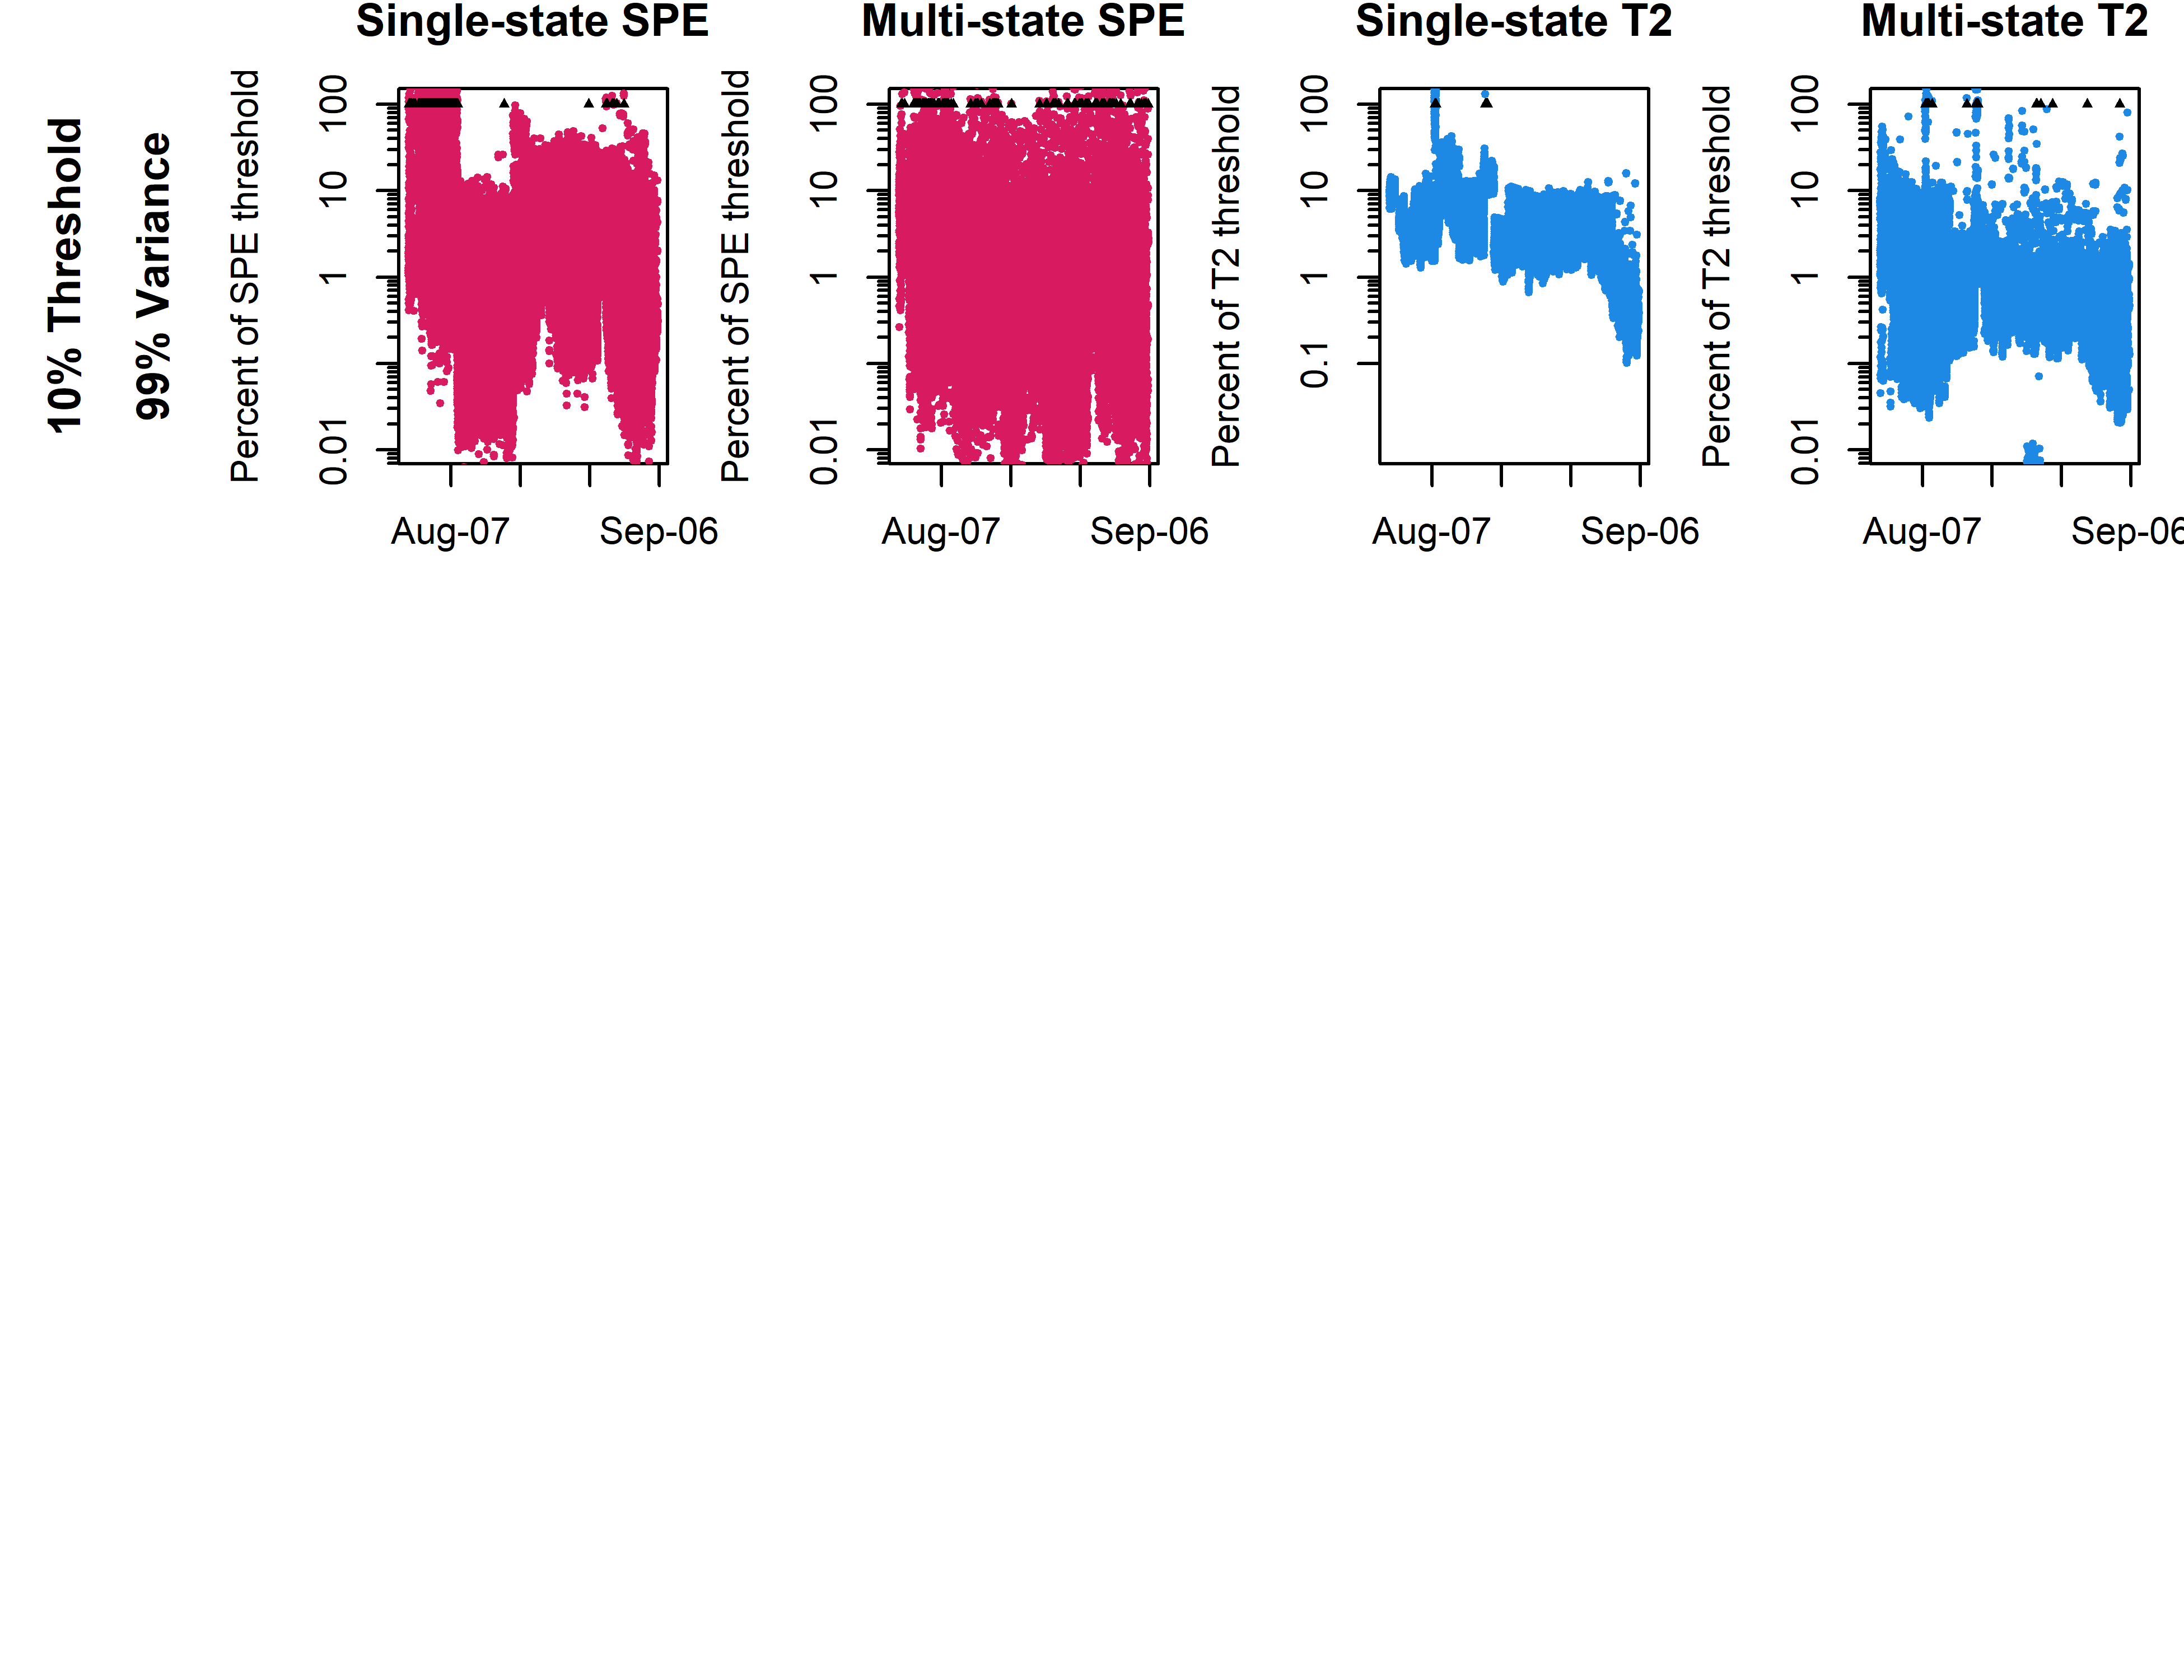 Single-state SPE
Multi-state SPE
Single-state T2
Multi-state T2
10% Threshold
99% Variance
Percent of SPE threshold
100
10
1
0.01
Aug-07
Sep-06
Percent of SPE threshold
100
10
1
0.01
Aug-07
Sep-06
Percent of T2 threshold
100
10
1
0.1
Aug-07
Sep-06
Percent of T2 threshold
100
10
1
0.01
Aug-07
Sep-06